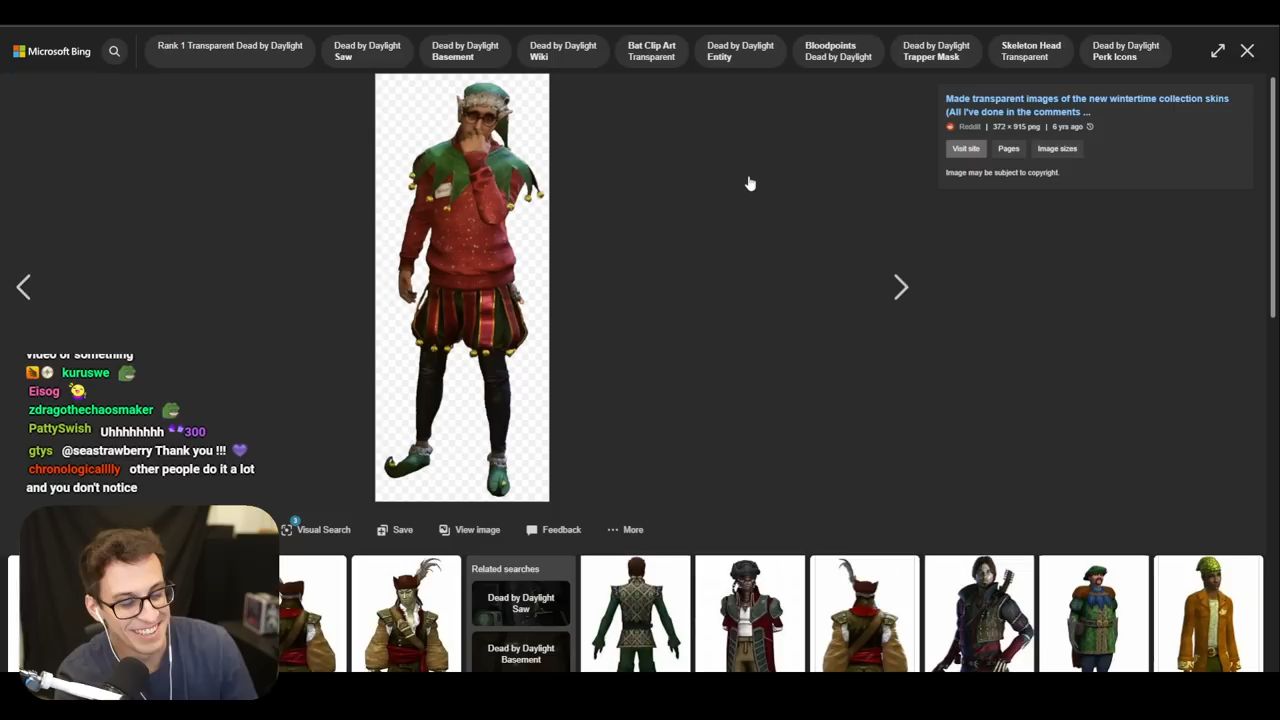 Microsoft Bing
Rank 1 Transparent Dead by Daylight
Dead by Daylight
Saw
Dead by Daylight
Basement
Dead by Daylight
Wiki
Bat Clip Art
Transparent
Dead by Daylight
Entity
Bloodpoints
Dead by Daylight
Dead by Daylight
Trapper Mask
Skeleton Head
Transparent
Dead by Daylight
Perk Icons
Made transparent images of the new wintertime collection skins
(All I've done in the comments ...
Reddit | 372 × 915 png | 6 yrs ago
Visit site
Pages
Image sizes
Image may be subject to copyright.
video or something
kuruswe
Eisog
zdragothechaosmaker
PattySwish Uhhhhhhhh 300
gtys @seastrawberry Thank you !!!
chronologicalllly other people do it a lot
and you don't notice
3
Visual Search
Save
View image
Feedback
More
Related searches
Dead by Daylight
Saw
Dead by Daylight
Basement